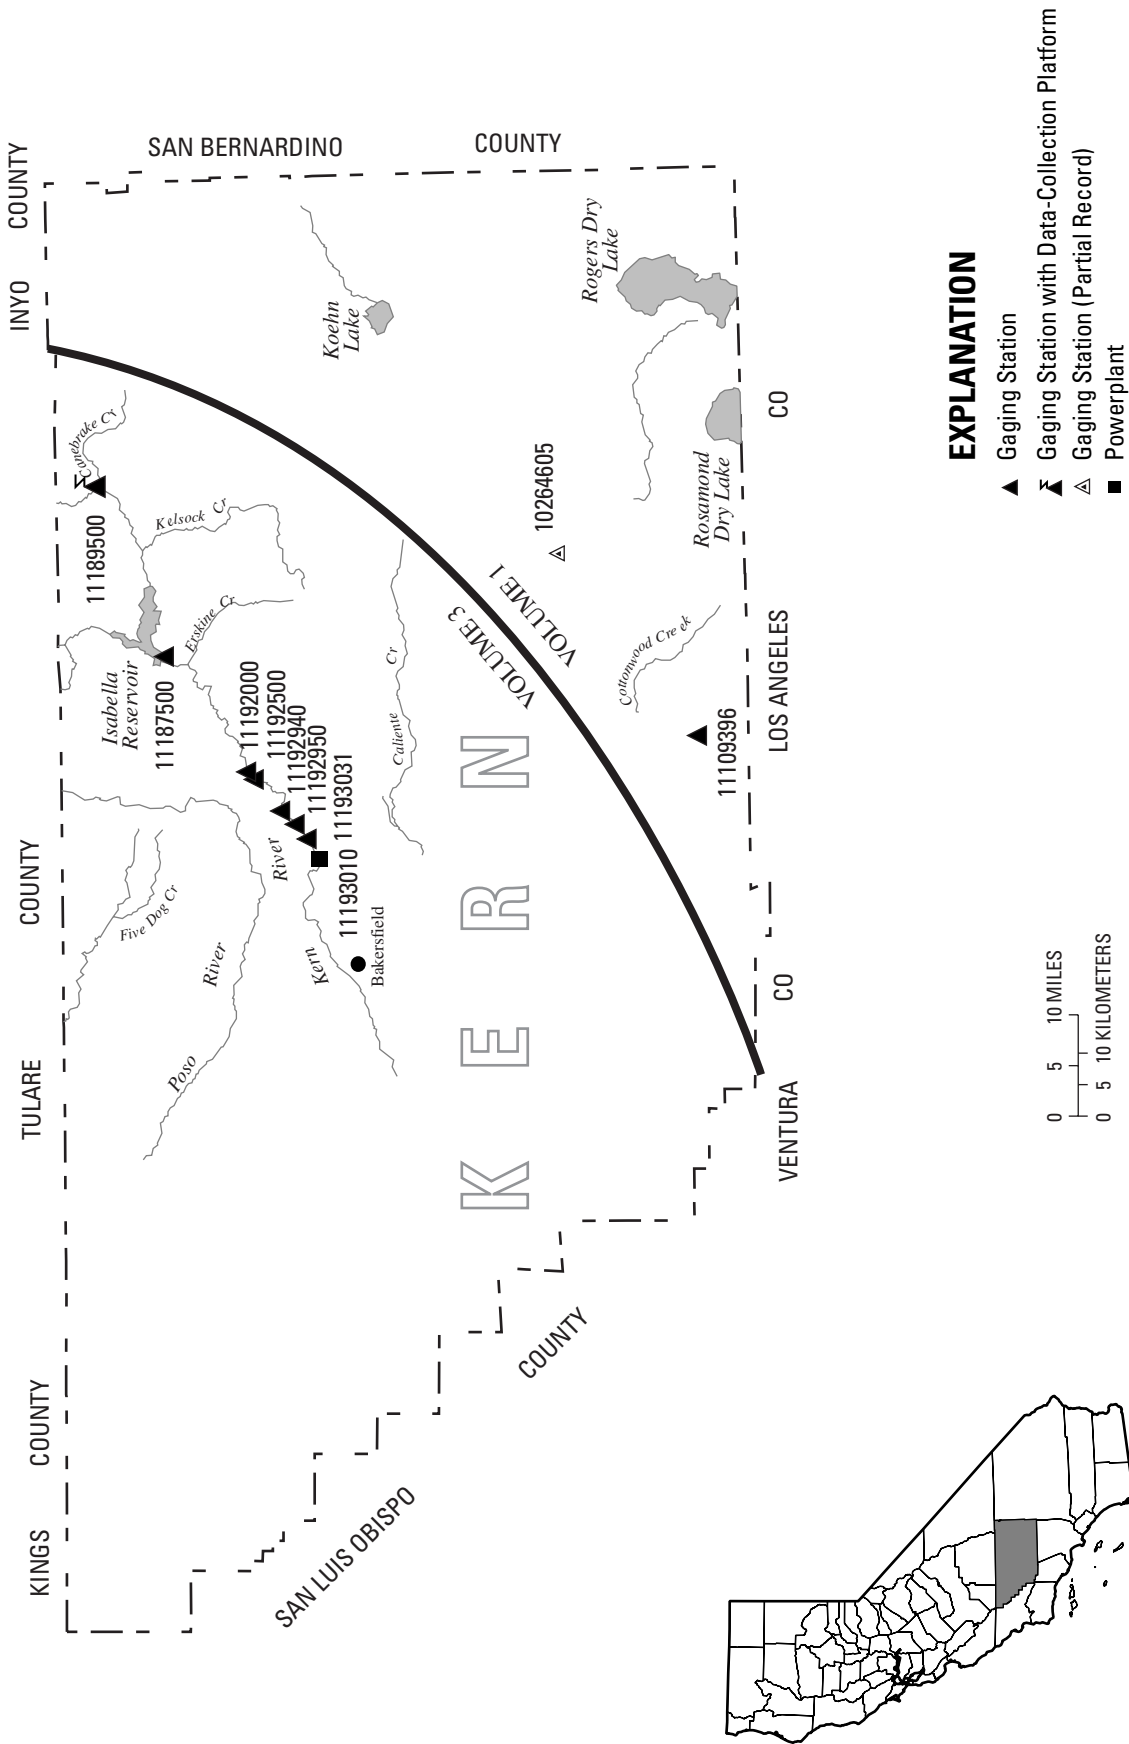 KINGS
COUNTY
TULARE
COUNTY
INYO
COUNTY
SAN BERNARDINO
COUNTY
SAN LUIS OBISPO
COUNTY
VENTURA
CO
LOS ANGELES
CO
KERN
VOLUME 3
VOLUME 1
Five Dog Cr
Poso
River
Kern
River
Bakersfield
Isabella
Reservoir
Erskine Cr
Kelsock Cr
Conebrake Cr
Caliente Cr
Cottonwood Creek
Koehn
Lake
Rogers Dry
Lake
Rosamond
Dry Lake
11189500
11187500
11192000
11192500
11192940
11192950
11193031
11193010
10264605
11109396
0 5 10 MILES
0 5 10 KILOMETERS
EXPLANATION
Gaging Station
Gaging Station with Data-Collection Platform
Gaging Station (Partial Record)
Powerplant